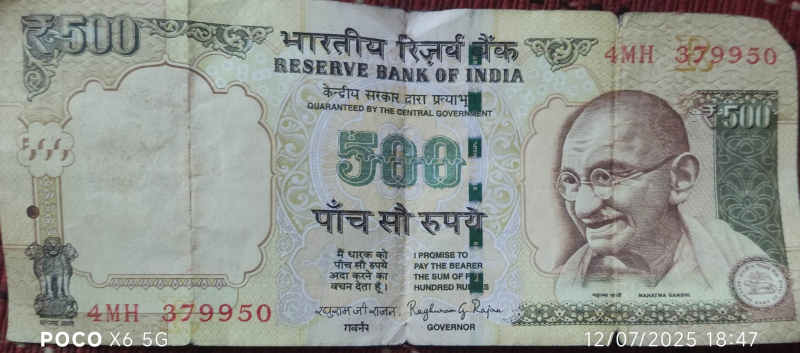 ₹500
भारतीय रिज़र्व बैंक
RESERVE BANK OF INDIA
4MH 379950
केन्द्रीय सरकार द्वारा प्रत्याभू
GUARANTEED BY THE CENTRAL GOVERNMENT
₹500
500
पाँच सौ रुपये
मैं धारक को
पाँच सौ रुपये
अदा करने का
वचन देता हूँ।
I PROMISE TO
PAY THE BEARER
THE SUM OF
HUNDRED
रघुराम जी राजन
Raghuram G. Rajan
गवर्नर
GOVERNOR
महात्मा गांधी
MAHATMA GANDHI
4MH 379950
POCO X6 5G
12/07/2025 18:47